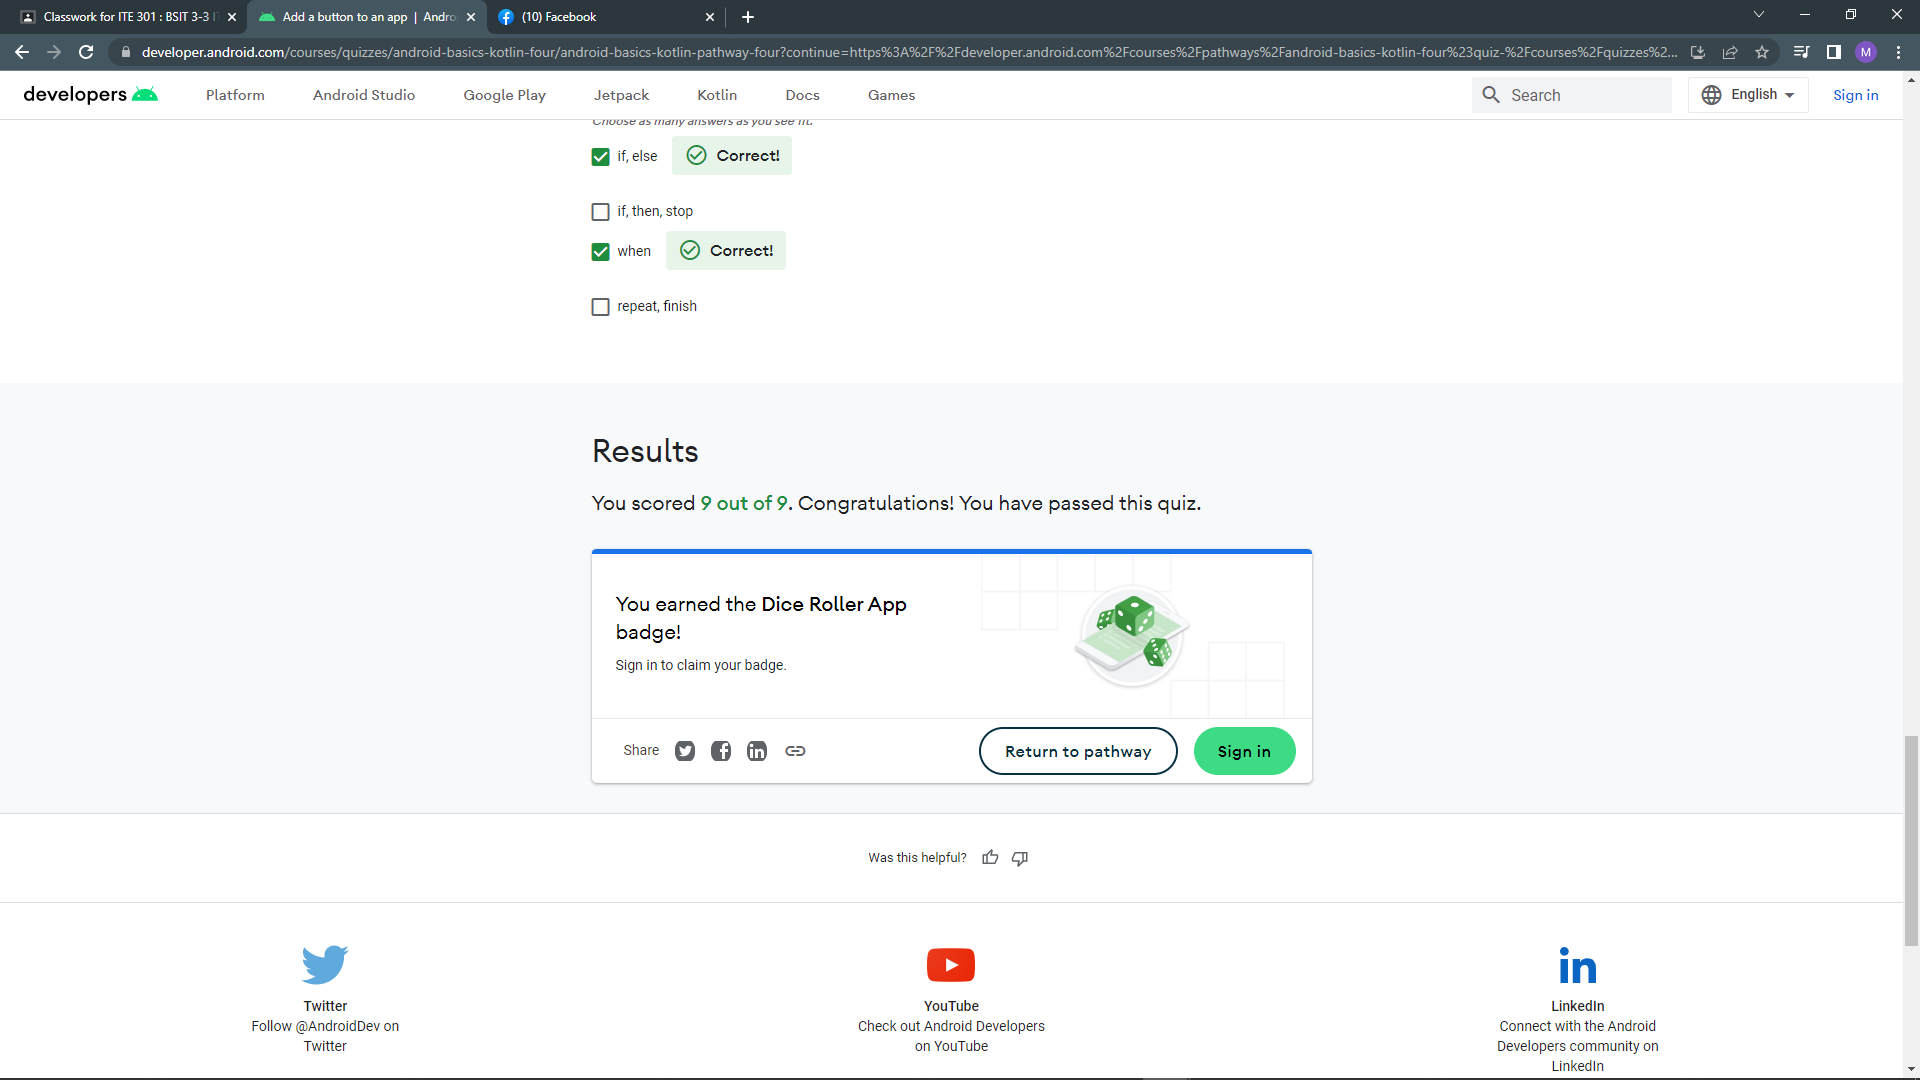 Classwork for ITE 301 : BSIT 3-3 IT
Add a button to an app | Andro
(10) Facebook
developer.android.com/courses/quizzes/android-basics-kotlin-four/android-basics-kotlin-pathway-four?continue=https%3A%2F%2Fdeveloper.android.com%2Fcourses%2Fpathways%2Fandroid-basics-kotlin-four%23quiz-%2Fcourses%2Fquizzes%2...
M
developers
Platform
Android Studio
Google Play
Jetpack
Kotlin
Docs
Games
Search
English
Sign in
Choose as many answers as you see fit.
if, else
Correct!
if, then, stop
when
Correct!
repeat, finish
Results
You scored 9 out of 9. Congratulations! You have passed this quiz.
You earned the Dice Roller App
badge!
Sign in to claim your badge.
Share
Return to pathway
Sign in
Was this helpful?
Twitter
Follow @AndroidDev on
Twitter
YouTube
Check out Android Developers
on YouTube
LinkedIn
Connect with the Android
Developers community on
LinkedIn